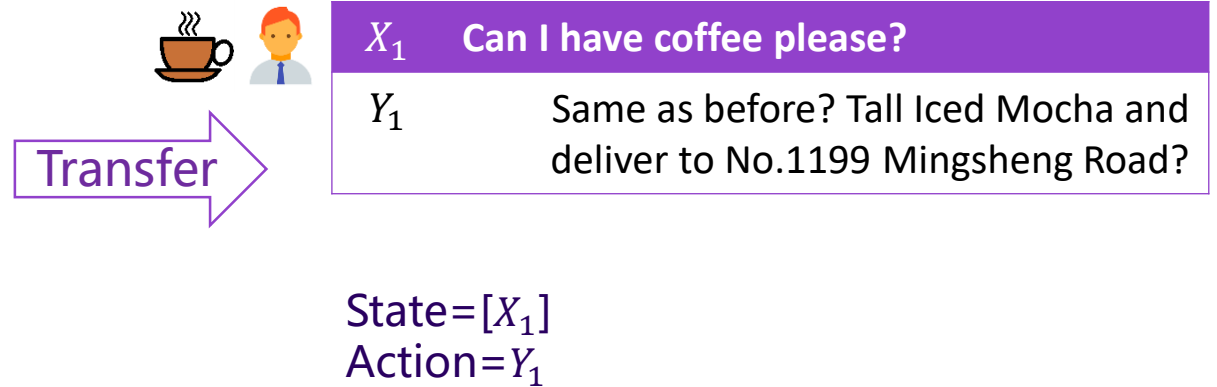 X₁ Can I have coffee please?
Y₁ Same as before? Tall Iced Mocha and
deliver to No.1199 Mingsheng Road?
Transfer
State=[X₁]
Action=Y₁